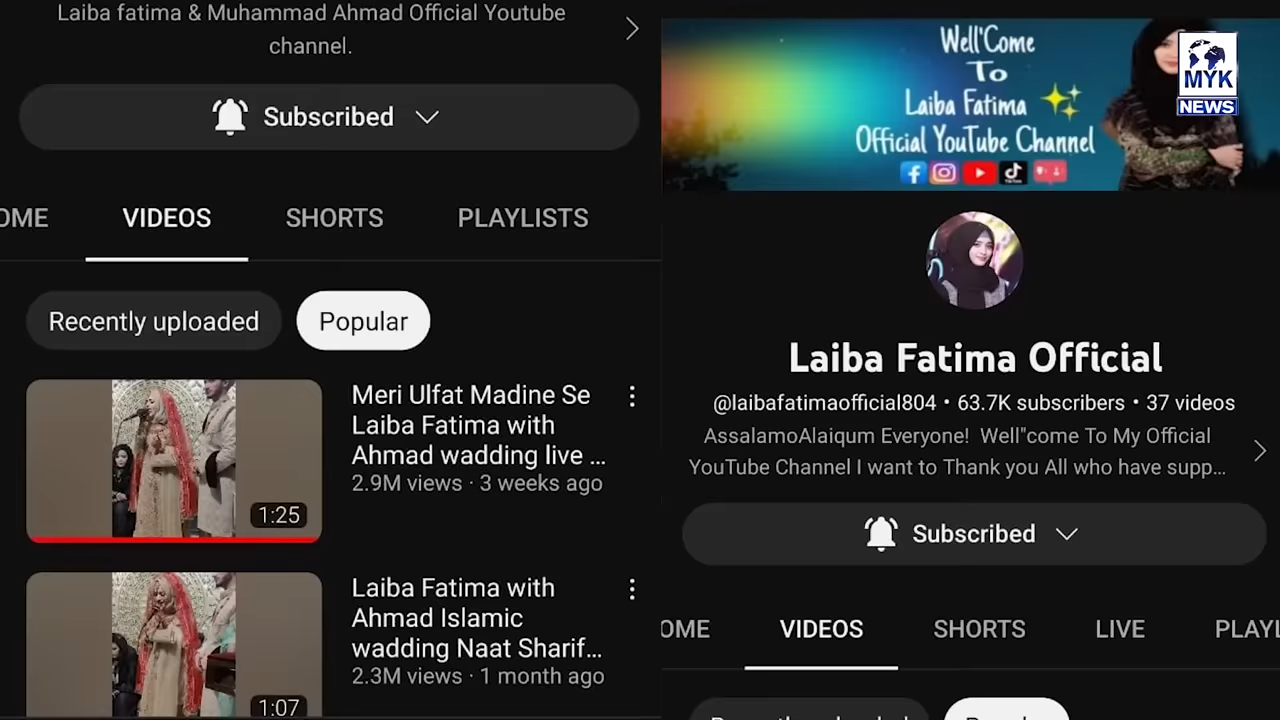 Laiba fatima & Muhammad Ahmad Official Youtube
channel.
Subscribed
OME VIDEOS SHORTS PLAYLISTS
Recently uploaded Popular
Meri Ulfat Madine Se
Laiba Fatima with
Ahmad wadding live ...
2.9M views · 3 weeks ago
1:25
Laiba Fatima with
Ahmad Islamic
wadding Naat Sharif...
2.3M views · 1 month ago
1:07
Well'Come
To
Laiba Fatima
Official YouTube Channel
MYK
NEWS
Laiba Fatima Official
@laibafatimaofficial804 • 63.7K subscribers • 37 videos
AssalamoAlaiqum Everyone! Well"come To My Official
YouTube Channel I want to Thank you All who have supp...
Subscribed
OME VIDEOS SHORTS LIVE PLAYL